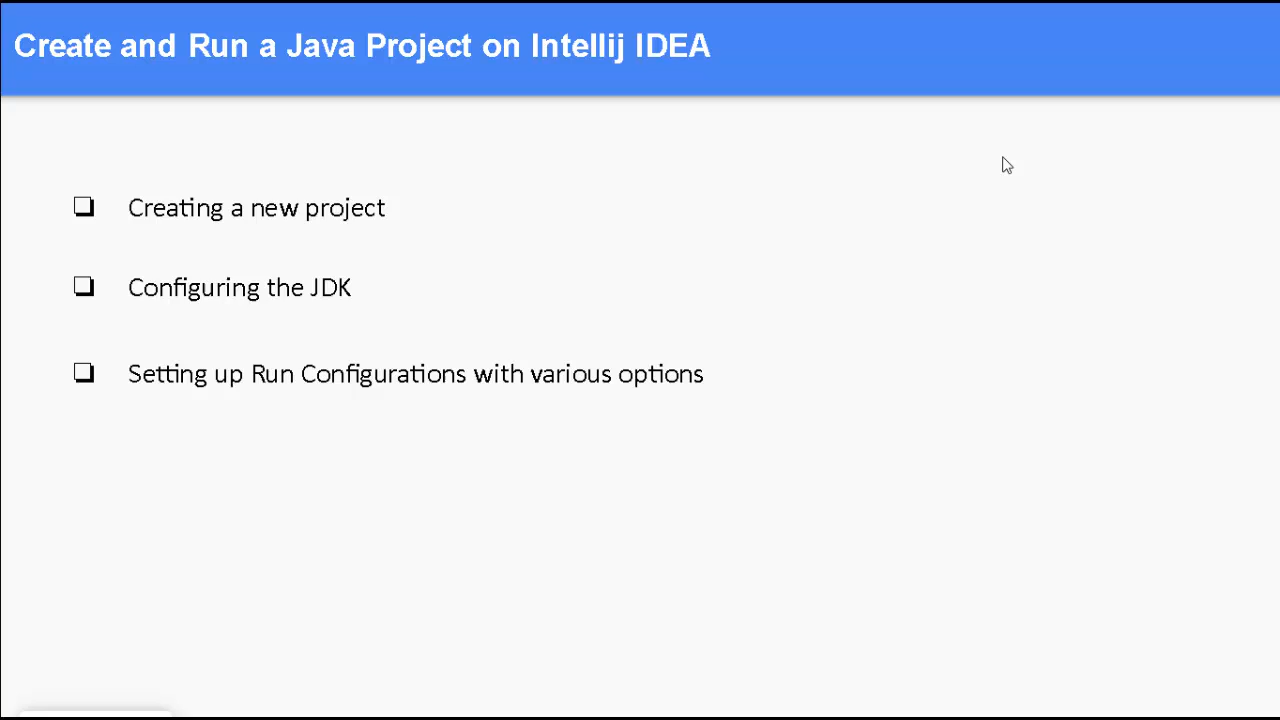 Create and Run a Java Project on Intellij IDEA
❏ Creating a new project
❏ Configuring the JDK
❏ Setting up Run Configurations with various options